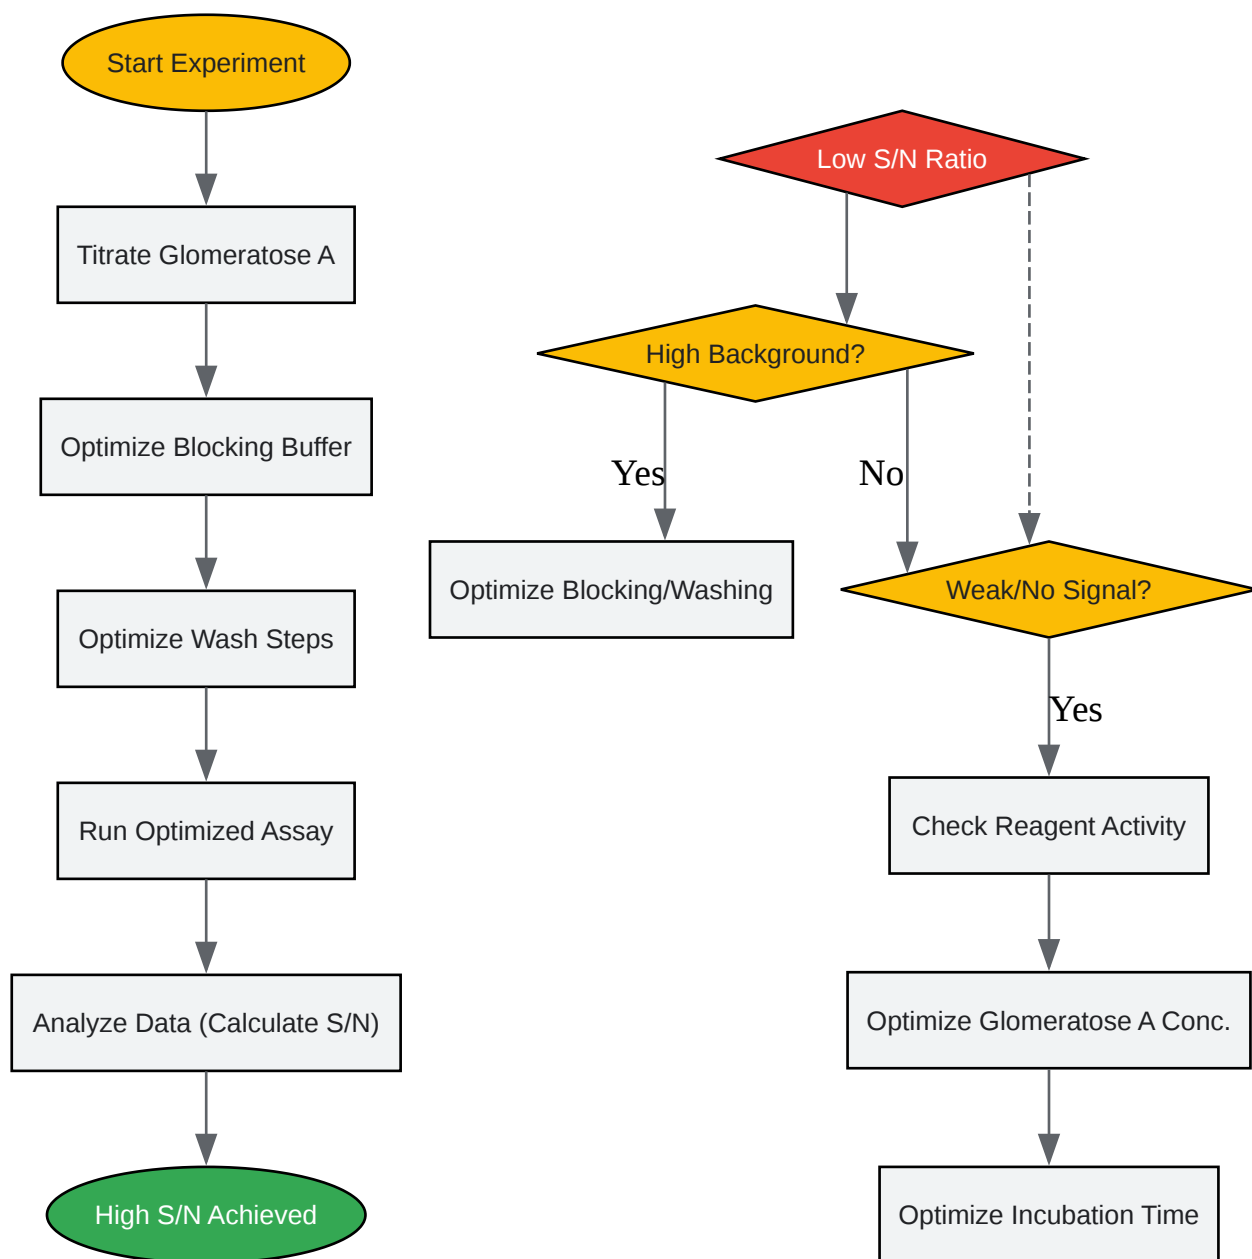 Start Experiment
Titrate Glomeratose A
Optimize Blocking Buffer
Optimize Wash Steps
Run Optimized Assay
Analyze Data (Calculate S/N)
High S/N Achieved
Low S/N Ratio
High Background?
Yes
No
Optimize Blocking/Washing
Weak/No Signal?
Yes
Check Reagent Activity
Optimize Glomeratose A Conc.
Optimize Incubation Time